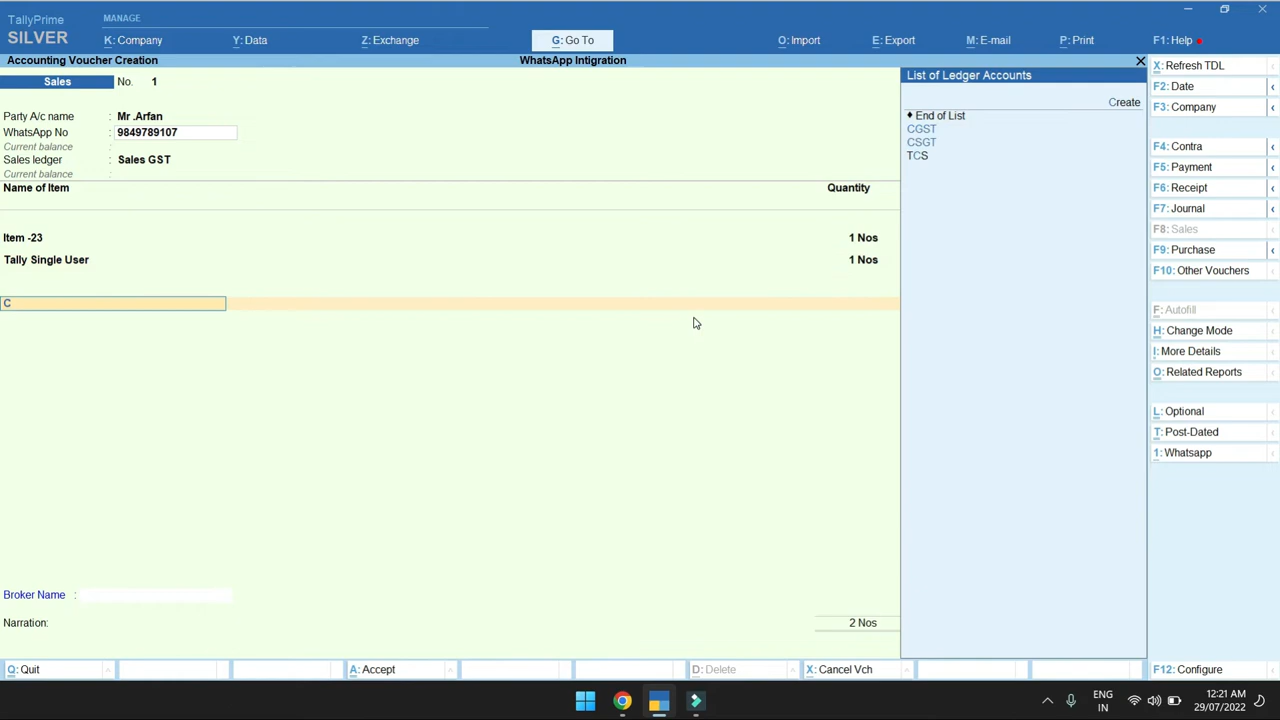 TallyPrime
SILVER
MANAGE
K: Company
Y: Data
Z: Exchange
G: Go To
O: Import
E: Export
M: E-mail
P: Print
F1: Help
Accounting Voucher Creation
WhatsApp Intigration
Sales
No. 1
Party A/c name : Mr .Arfan
WhatsApp No : 9849789107
Current balance :
Sales ledger : Sales GST
Current balance :
Name of Item
Quantity
Item -23
1 Nos
Tally Single User
1 Nos
C
Broker Name :
Narration:
2 Nos
List of Ledger Accounts
Create
♦ End of List
CGST
CSGT
TCS
X: Refresh TDL
F2: Date
F3: Company
F4: Contra
F5: Payment
F6: Receipt
F7: Journal
F8: Sales
F9: Purchase
F10: Other Vouchers
F: Autofill
H: Change Mode
I: More Details
O: Related Reports
L: Optional
T: Post-Dated
1: Whatsapp
Q: Quit
A: Accept
D: Delete
X: Cancel Vch
F12: Configure
ENG
IN
12:21 AM
29/07/2022